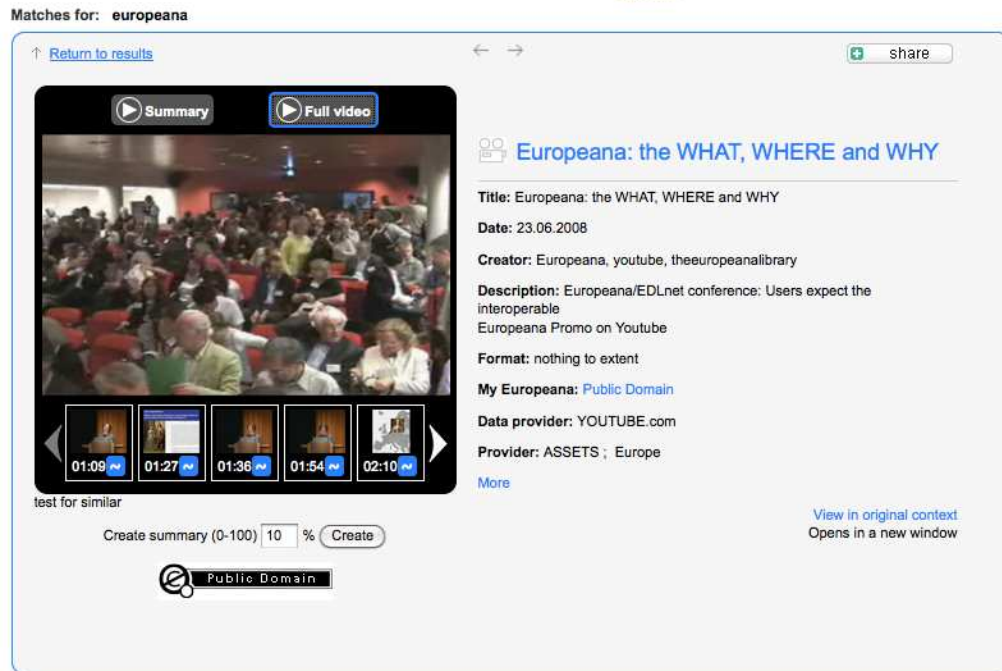 Matches for: europeana
↑ Return to results
← →
share
Summary
Full video
01:09
01:27
01:36
01:54
02:10
test for similar
Create summary (0-100) 10 % Create
Public Domain
Europeana: the WHAT, WHERE and WHY
Title: Europeana: the WHAT, WHERE and WHY
Date: 23.06.2008
Creator: Europeana, youtube, theeuropeanalibrary
Description: Europeana/EDLnet conference: Users expect the
interoperable
Europeana Promo on Youtube
Format: nothing to extent
My Europeana: Public Domain
Data provider: YOUTUBE.com
Provider: ASSETS ; Europe
More
View in original context
Opens in a new window